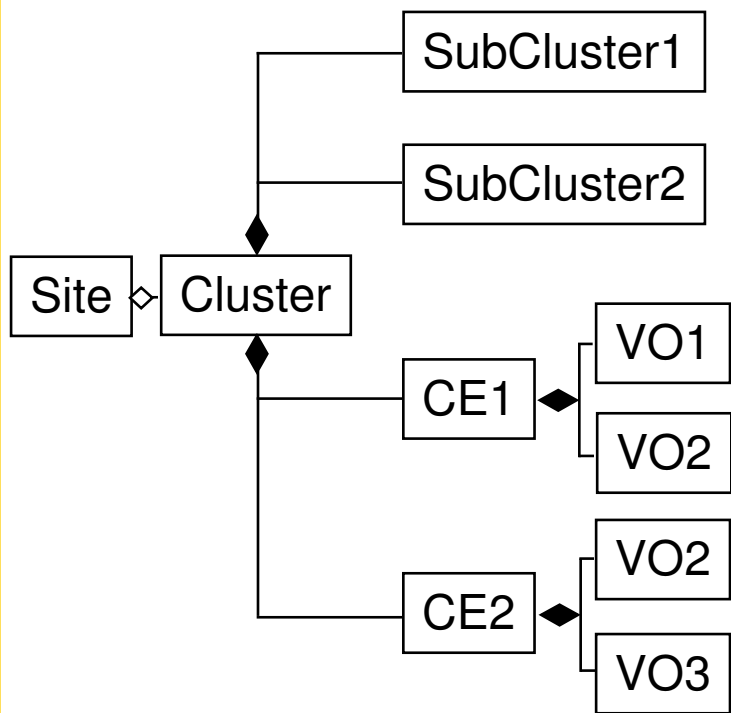 SubCluster1
SubCluster2
Site
Cluster
CE1
VO1
VO2
CE2
VO2
VO3